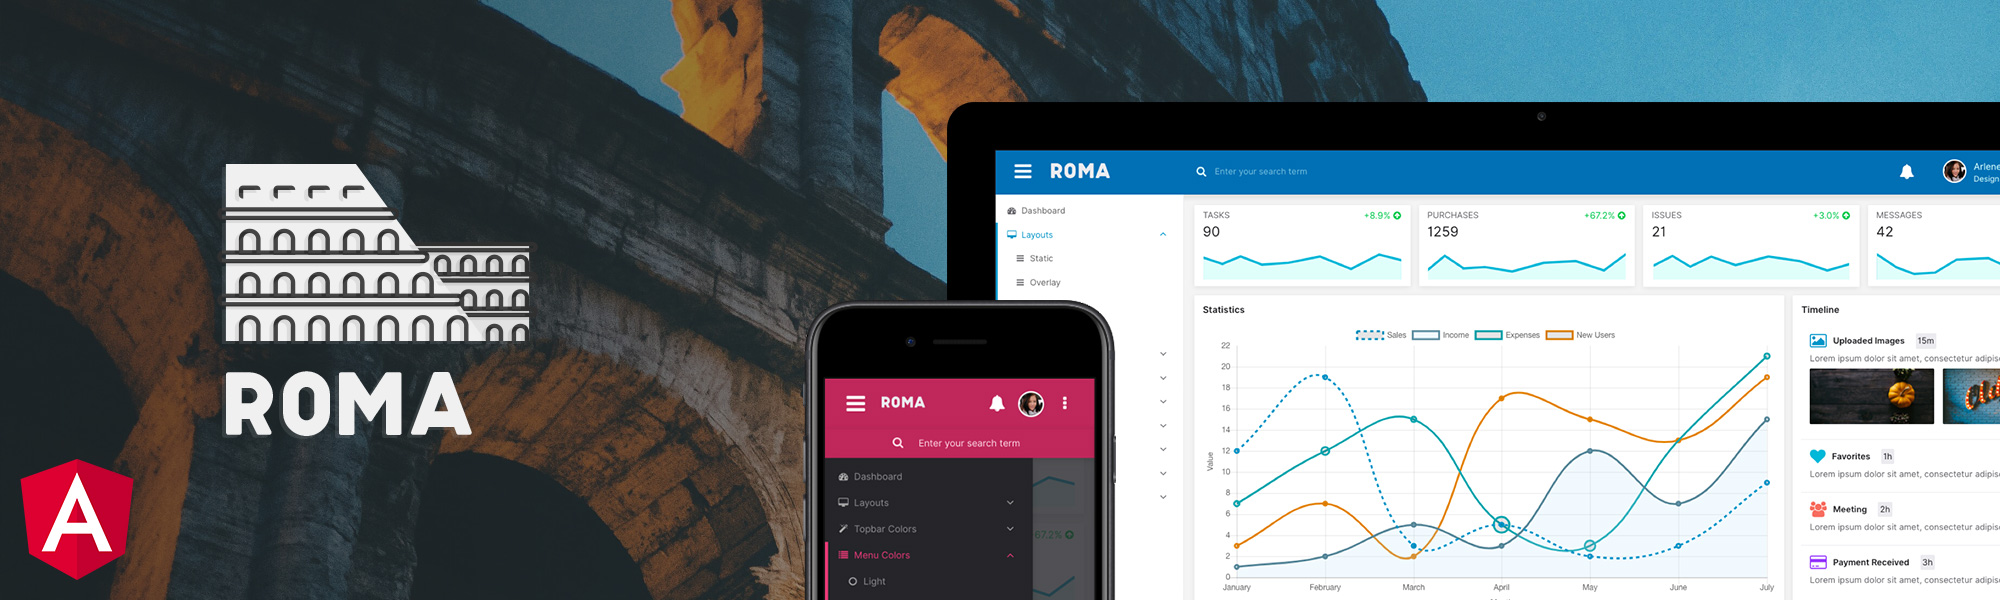 ROMA
A
ROMA
Enter your search term
Dashboard
Layouts
Topbar Colors
Menu Colors
Light
67.2%
ROMA
Enter your search term
Arlene
Design
Dashboard
Layouts
Static
Overlay
TASKS
+8.9%
90
PURCHASES
+67.2%
1259
ISSUES
+3.0%
21
MESSAGES
42
Statistics
Sales Income Expenses New Users
Value
22
20
18
16
14
12
10
8
6
4
2
0
January February March April May June July
Timeline
Uploaded Images 15m
Lorem ipsum dolor sit amet, consectetur adipis
Favorites 1h
Lorem ipsum dolor sit amet, consectetur adipisc
Meeting 2h
Lorem ipsum dolor sit amet, consectetur adipisc
Payment Received 3h
Lorem ipsum dolor sit amet, consectetur adipisc